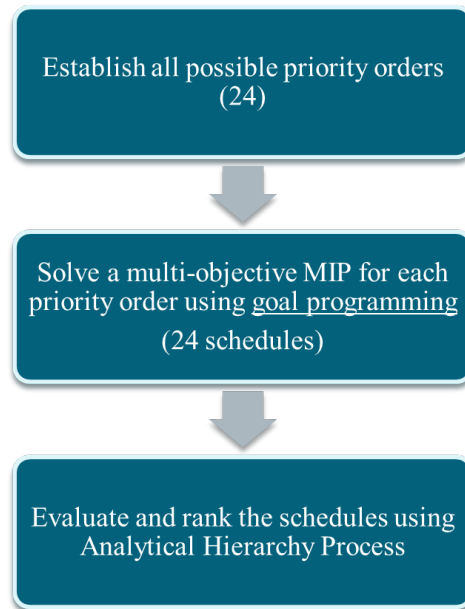 Establish all possible priority orders
(24)
Solve a multi-objective MIP for each
priority order using goal programming
(24 schedules)
Evaluate and rank the schedules using
Analytical Hierarchy Process